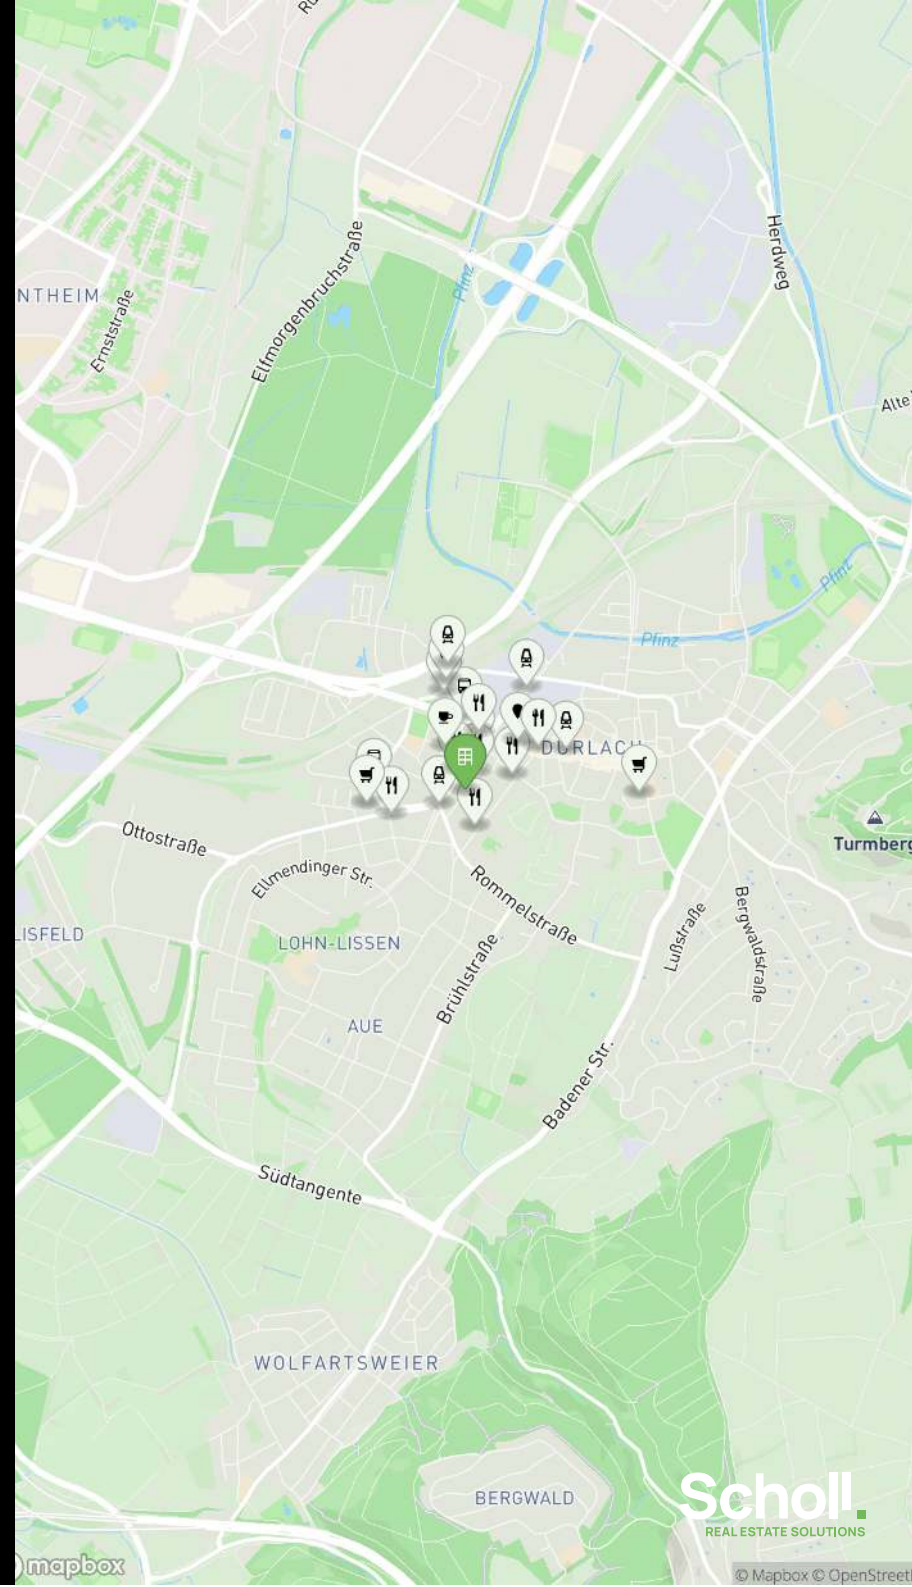 Herdweg
Elfmorgenbruchstraße
Pfinz
NTHEIM
Ernststraße
Alte
Pfinz
Pfinz
DURLACH
Ottostraße
Turmberg
Ellmendinger Str.
Rommelstraße
Lußstraße
Bergwaldstraße
LISFELD
LOHN-LISSEN
Brühlstraße
AUE
Badener Str.
Südtangente
WOLFARTSWEIER
BERGWALD
Scholl.
REAL ESTATE SOLUTIONS
mapbox
© Mapbox © OpenStreet